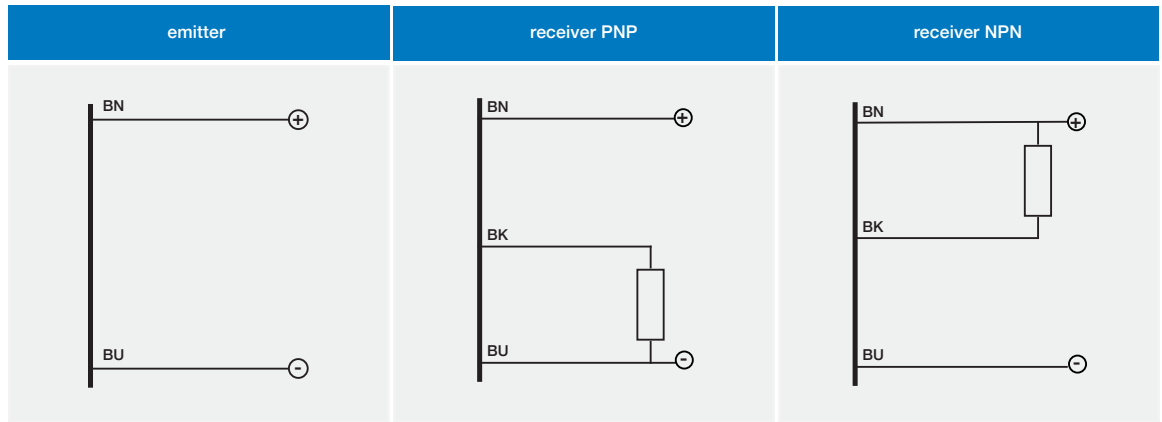 emitter
receiver PNP
receiver NPN
BN
+
BU
-
BN
+
BK
BU
-
BN
+
BK
BU
-